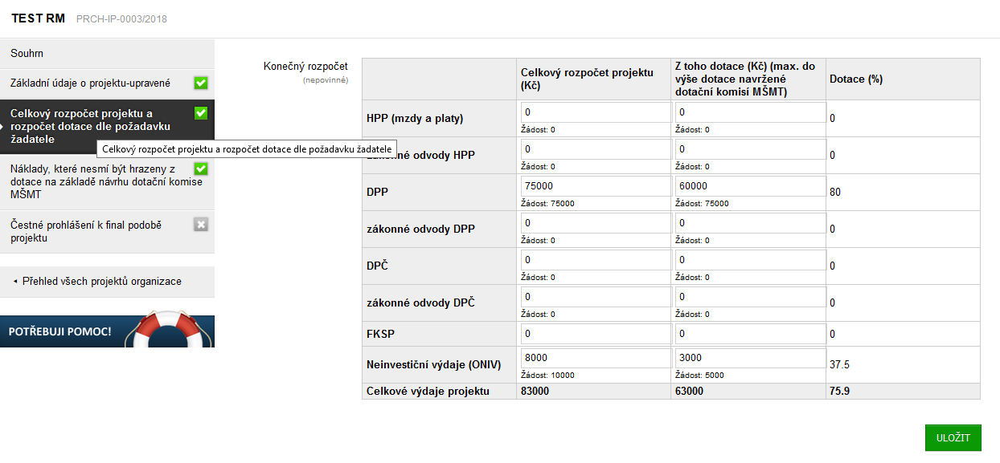 TEST RM PRCH-IP-0003/2018
Souhrn
Základní údaje o projektu-upravené
Celkový rozpočet projektu a
rozpočet dotace dle požadavku
žadatele
Celkový rozpočet projektu a rozpočet dotace dle požadavku žadatele
Náklady, které nesmí být hrazeny z
dotace na základě návrhu dotační komise
MŠMT
Čestné prohlášení k final podobě
projektu
Přehled všech projektů organizace
POTŘEBUJI POMOC!
Konečný rozpočet
(nepovinné)
Celkový rozpočet projektu
(Kč)
Z toho dotace (Kč) (max. do
výše dotace navržené
dotační komisí MŠMT)
Dotace (%)
HPP (mzdy a platy) 0 0 0
Žádost: 0 Žádost: 0
zákonné odvody HPP 0 0 0
Žádost: 0 Žádost: 0
DPP 75000 60000 80
Žádost: 75000 Žádost: 75000
zákonné odvody DPP 0 0 0
Žádost: 0 Žádost: 0
DPČ 0 0 0
Žádost: 0 Žádost: 0
zákonné odvody DPČ 0 0 0
Žádost: 0 Žádost: 0
FKSP 0 0 0
Neinvestiční výdaje (ONIV) 8000 3000 37.5
Žádost: 10000 Žádost: 5000
Celkové výdaje projektu 83000 63000 75.9
ULOŽIT